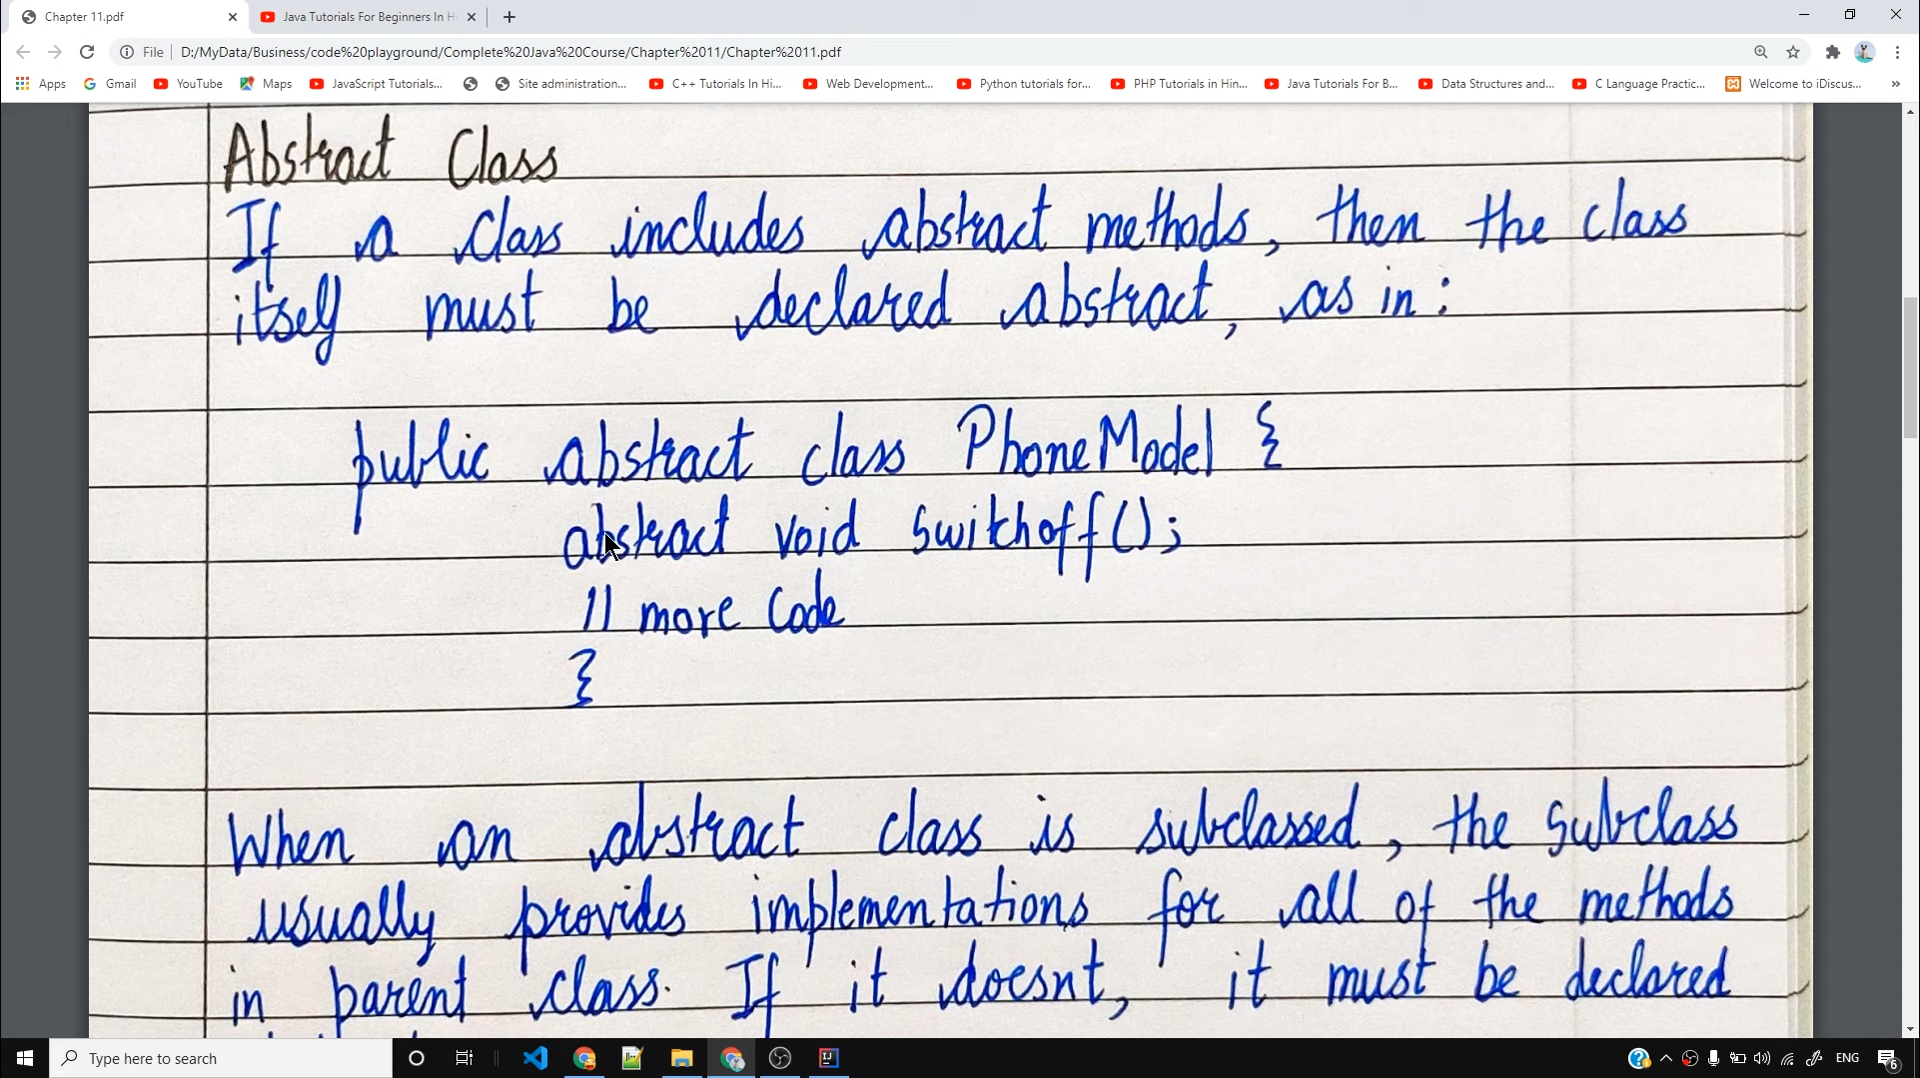 Chapter 11.pdf
Java Tutorials For Beginners In Hi
File
D:/MyData/Business/code%20playground/Complete%20Java%20Course/Chapter%2011/Chapter%2011.pdf
Apps
Gmail
YouTube
Maps
JavaScript Tutorials...
Site administration...
C++ Tutorials In Hi...
Web Development...
Python tutorials for...
PHP Tutorials in Hin...
Java Tutorials For B...
Data Structures and...
C Language Practic...
Welcome to iDiscus...
»
Abstract Class
If a class includes abstract methods, then the class
itself must be declared abstract, as in :
public abstract class PhoneModel {
abstract void switchoff();
// more code
}
When an abstract class is subclassed, the subclass
usually provides implementations for all of the methods
in parent class. If it doesnt, it must be declared
Type here to search
ENG
6